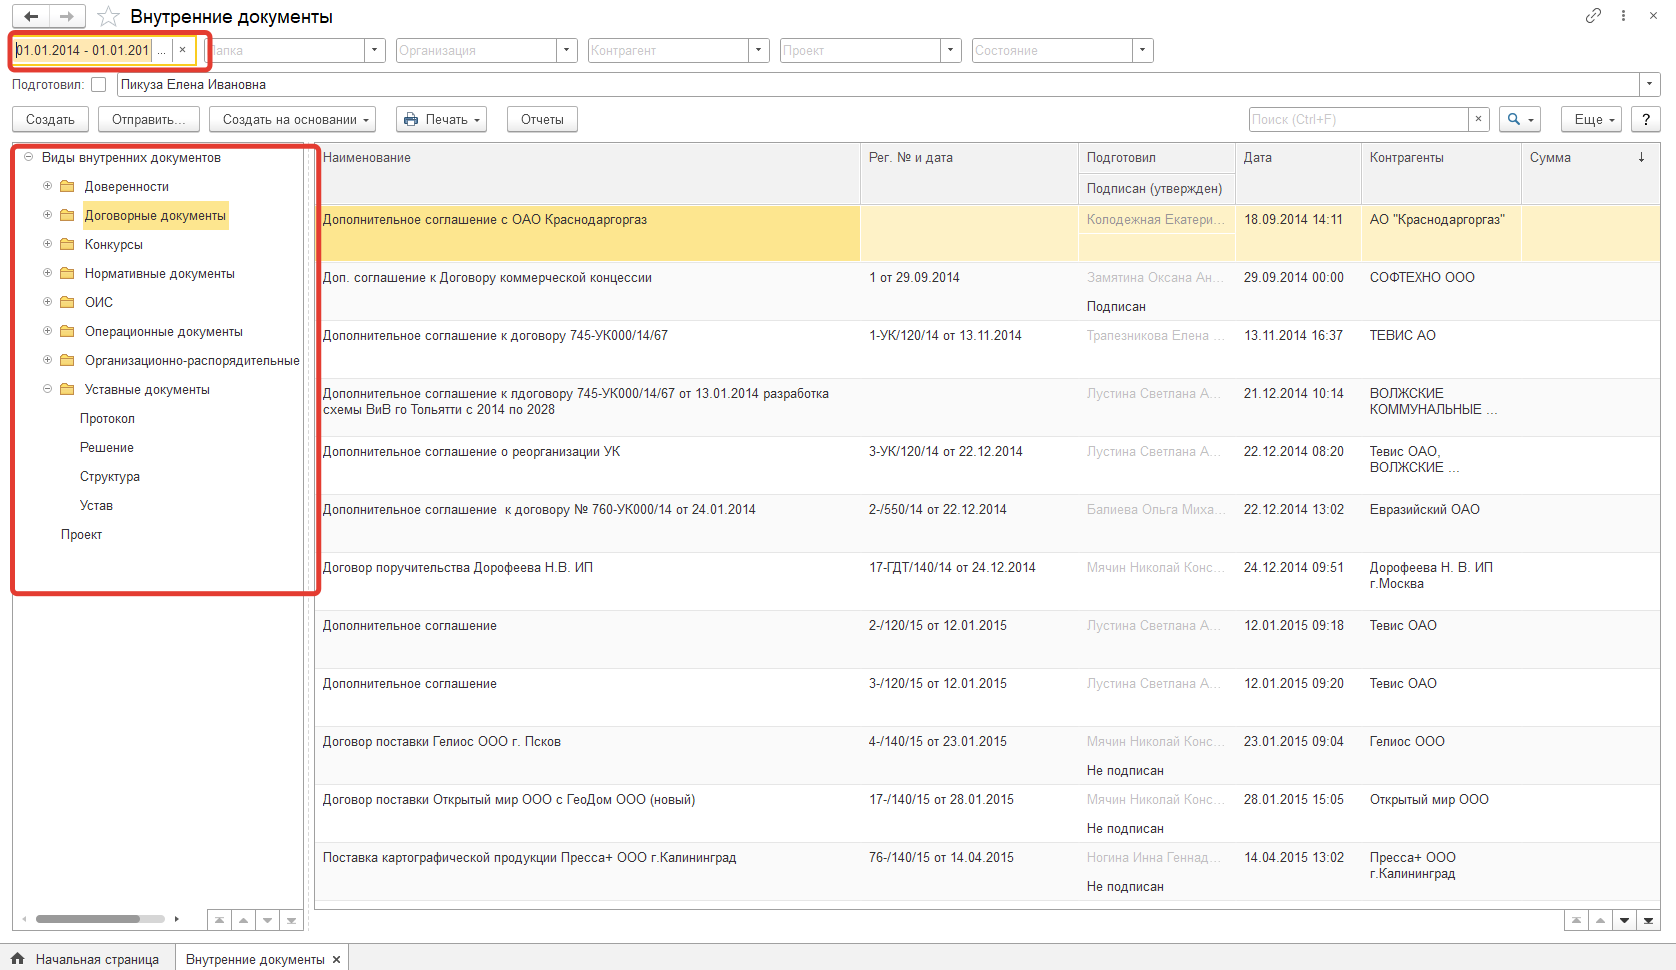 Внутренние документы
01.01.2014 - 01.01.201 ... × Папка Организация Контрагент Проект Состояние
Подготовил: Пикуза Елена Ивановна
Создать Отправить... Создать на основании Печать Отчеты Поиск (Ctrl+F) × Еще ?
Виды внутренних документов
Доверенности
Договорные документы
Конкурсы
Нормативные документы
ОИС
Операционные документы
Организационно-распорядительные
Уставные документы
Протокол
Решение
Структура
Устав
Проект
Наименование Рег. № и дата Подготовил Дата Контрагенты Сумма ↓
Подписан (утвержден)
Дополнительное соглашение с ОАО Краснодаргоргаз Колодежная Екатери... 18.09.2014 14:11 АО "Краснодаргоргаз"
Доп. соглашение к Договору коммерческой концессии 1 от 29.09.2014 Замятина Оксана Ан... 29.09.2014 00:00 СОФТЕХНО ООО
Подписан
Дополнительное соглашение к договору 745-УК000/14/67 1-УК/120/14 от 13.11.2014 Трапезникова Елена ... 13.11.2014 16:37 ТЕВИС АО
Дополнительное соглашение к лдоговору 745-УК000/14/67 от 13.01.2014 разработка Лустина Светлана А... 21.12.2014 10:14 ВОЛЖСКИЕ
схемы ВиВ го Тольятти с 2014 по 2028 КОММУНАЛЬНЫЕ ...
Дополнительное соглашение о реорганизации УК 3-УК/120/14 от 22.12.2014 Лустина Светлана А... 22.12.2014 08:20 Тевис ОАО,
ВОЛЖСКИЕ ...
Дополнительное соглашение  к договору № 760-УК000/14 от 24.01.2014 2-/550/14 от 22.12.2014 Балиева Ольга Миха... 22.12.2014 13:02 Евразийский ОАО
Договор поручительства Дорофеева Н.В. ИП 17-ГДТ/140/14 от 24.12.2014 Мячин Николай Конс... 24.12.2014 09:51 Дорофеева Н. В. ИП
г.Москва
Дополнительное соглашение 2-/120/15 от 12.01.2015 Лустина Светлана А... 12.01.2015 09:18 Тевис ОАО
Дополнительное соглашение 3-/120/15 от 12.01.2015 Лустина Светлана А... 12.01.2015 09:20 Тевис ОАО
Договор поставки Гелиос ООО г. Псков 4-/140/15 от 23.01.2015 Мячин Николай Конс... 23.01.2015 09:04 Гелиос ООО
Не подписан
Договор поставки Открытый мир ООО с ГеоДом ООО (новый) 17-/140/15 от 28.01.2015 Мячин Николай Конс... 28.01.2015 15:05 Открытый мир ООО
Не подписан
Поставка картографической продукции Пресса+ ООО г.Калининград 76-/140/15 от 14.04.2015 Ногина Инна Геннад... 14.04.2015 13:02 Пресса+ ООО
г.Калининград
Не подписан
Начальная страница Внутренние документы ×